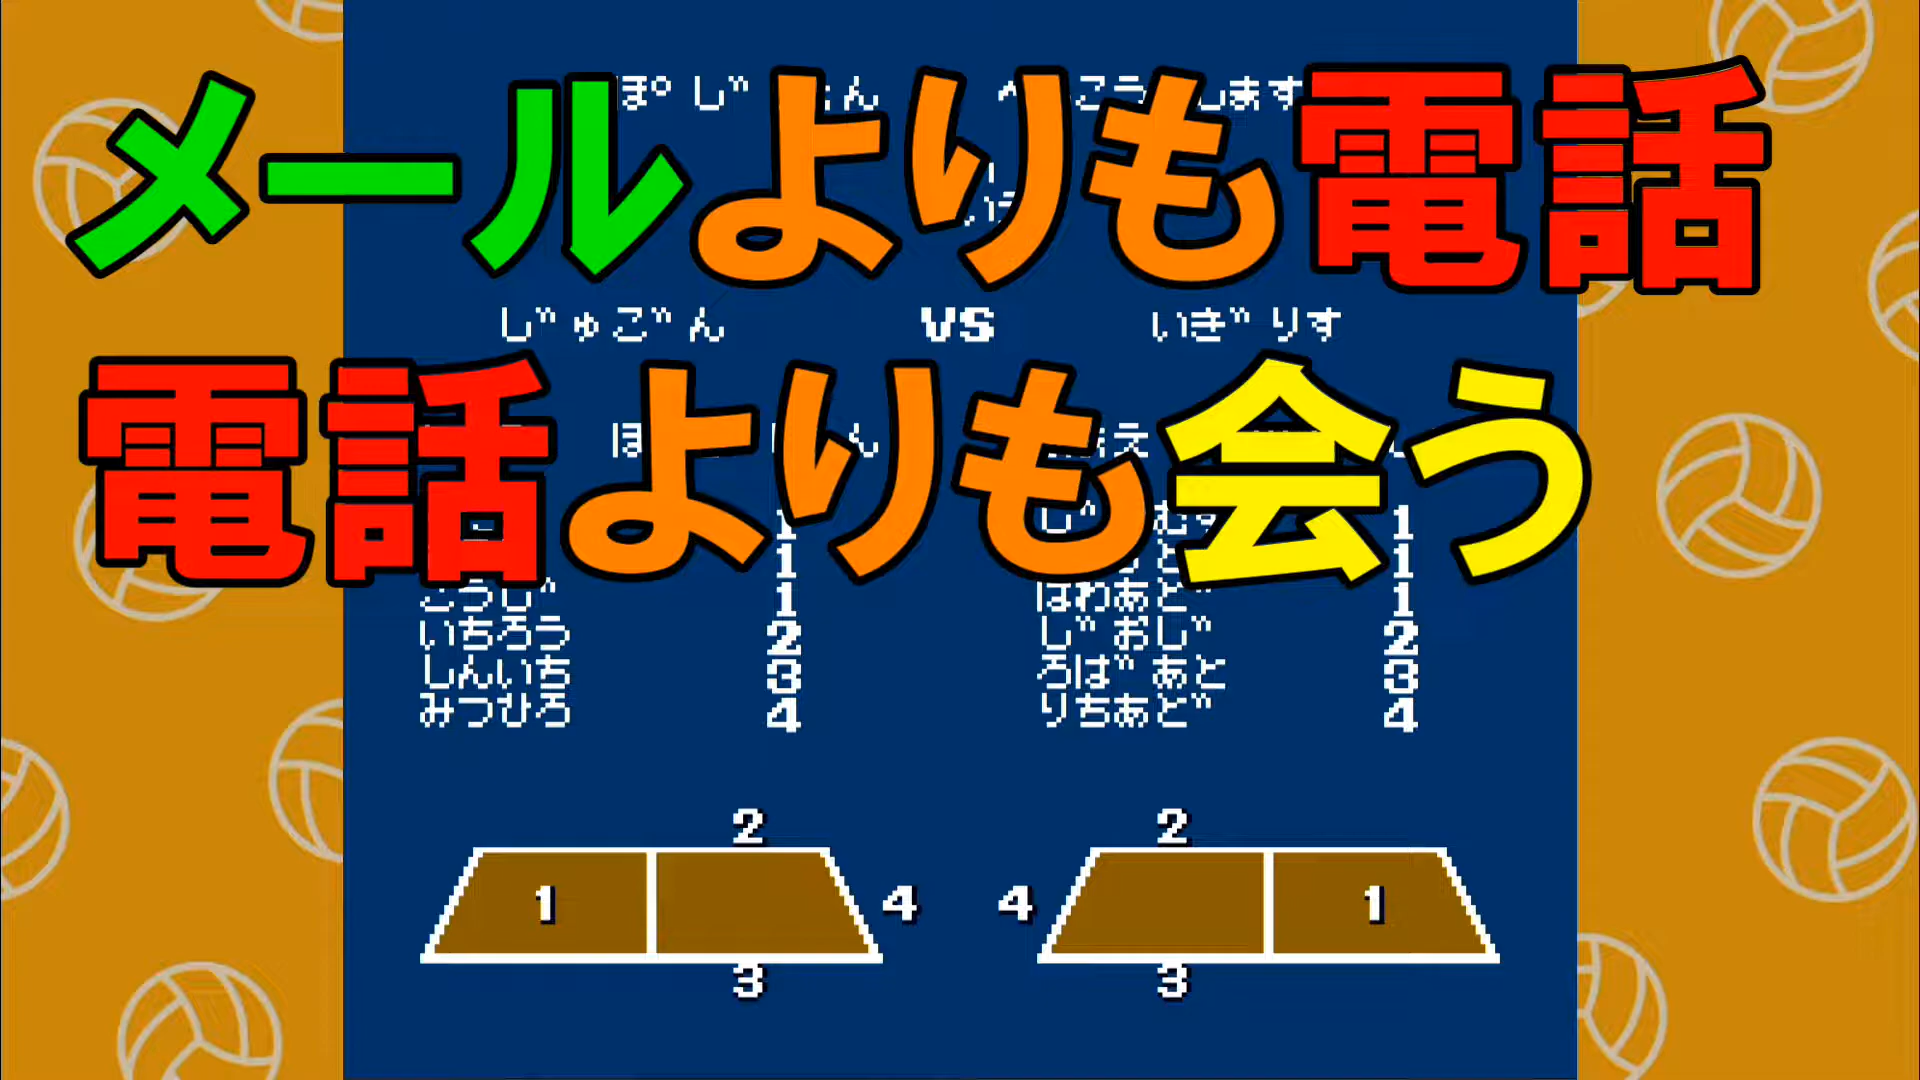 メールよりも電話
じゅごん VS いぎりす
電話よりも会う
1
1 1
こうじ 1 はわあど 1
いちろう 2 じおじ 2
しんいち 3 ろばあと 3
みつひろ 4 りちあど 4
2 2
1 4 4 1
3 3